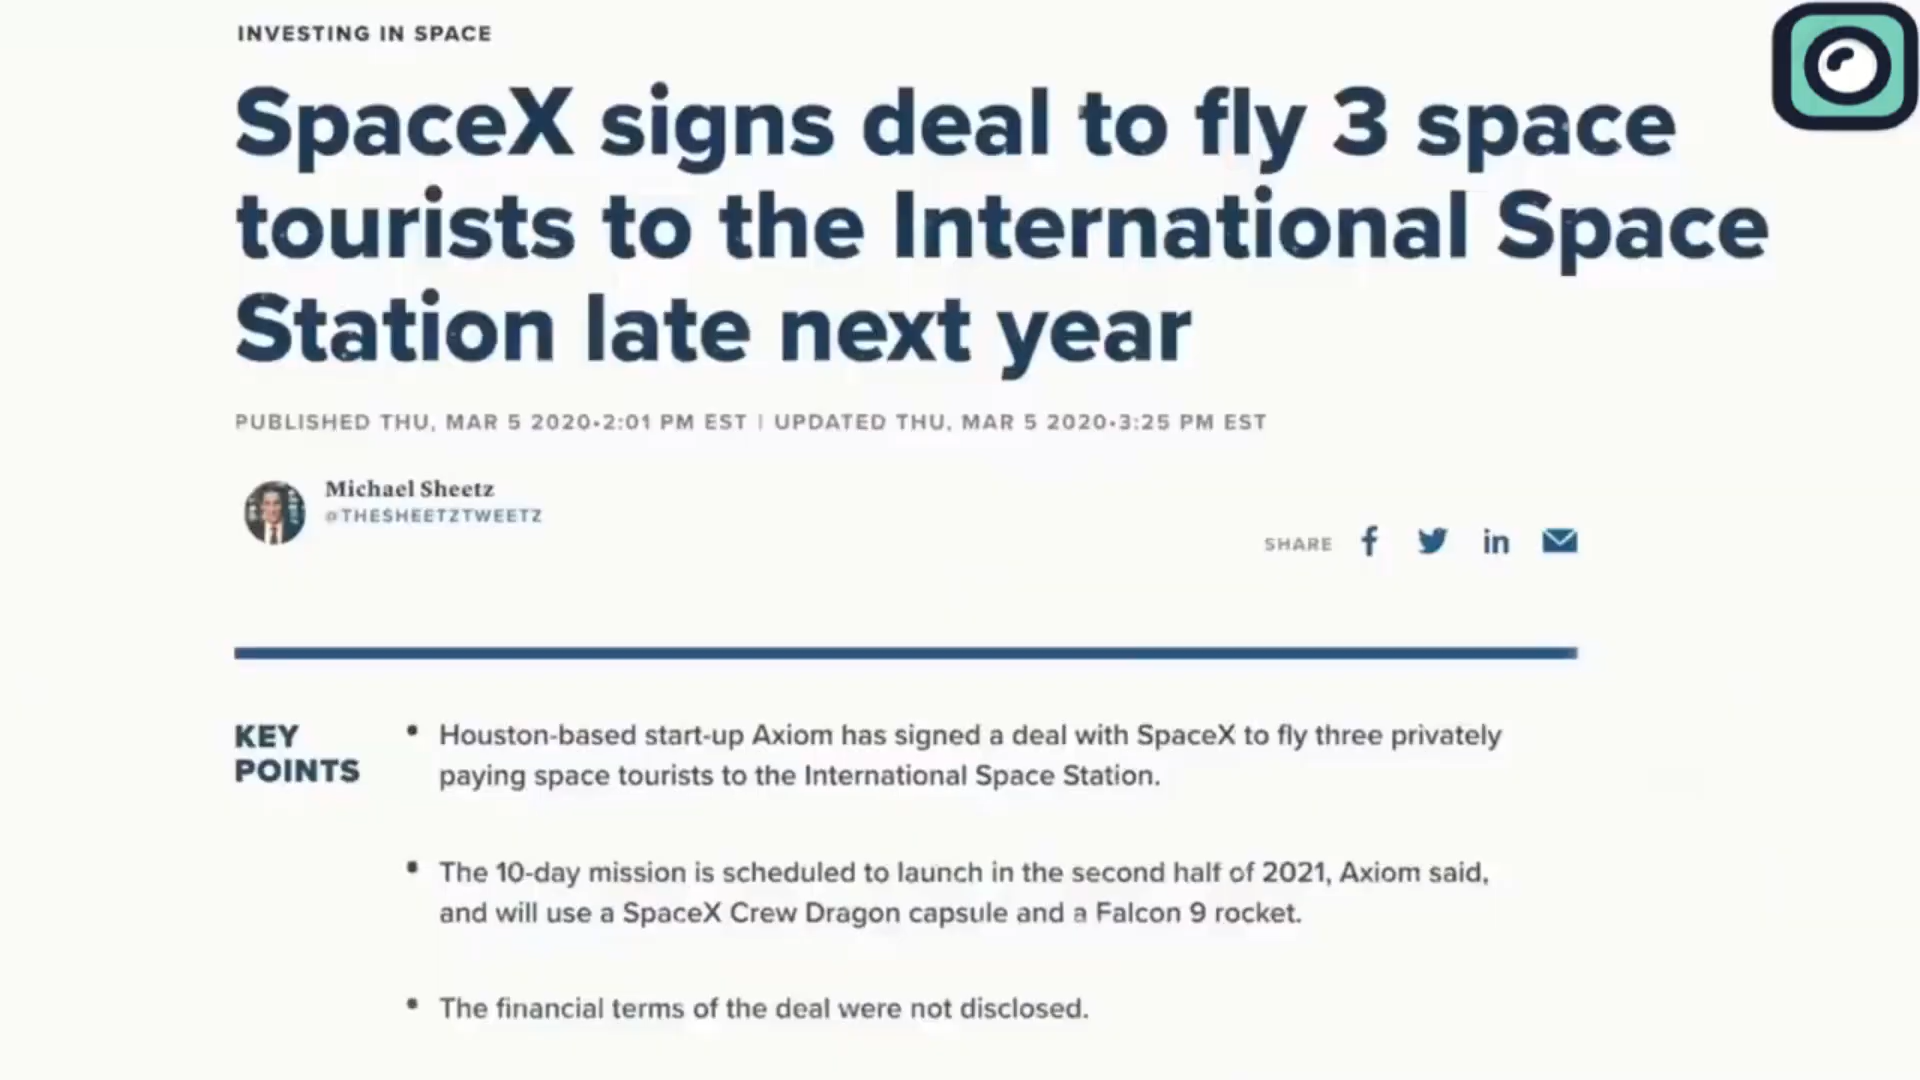 INVESTING IN SPACE
SpaceX signs deal to fly 3 space
tourists to the International Space
Station late next year
PUBLISHED THU, MAR 5 2020•2:01 PM EST | UPDATED THU, MAR 5 2020•3:25 PM EST
Michael Sheetz
@THESHEETZTWEETZ
SHARE
KEY
POINTS
• Houston-based start-up Axiom has signed a deal with SpaceX to fly three privately
paying space tourists to the International Space Station.
• The 10-day mission is scheduled to launch in the second half of 2021, Axiom said,
and will use a SpaceX Crew Dragon capsule and a Falcon 9 rocket.
• The financial terms of the deal were not disclosed.